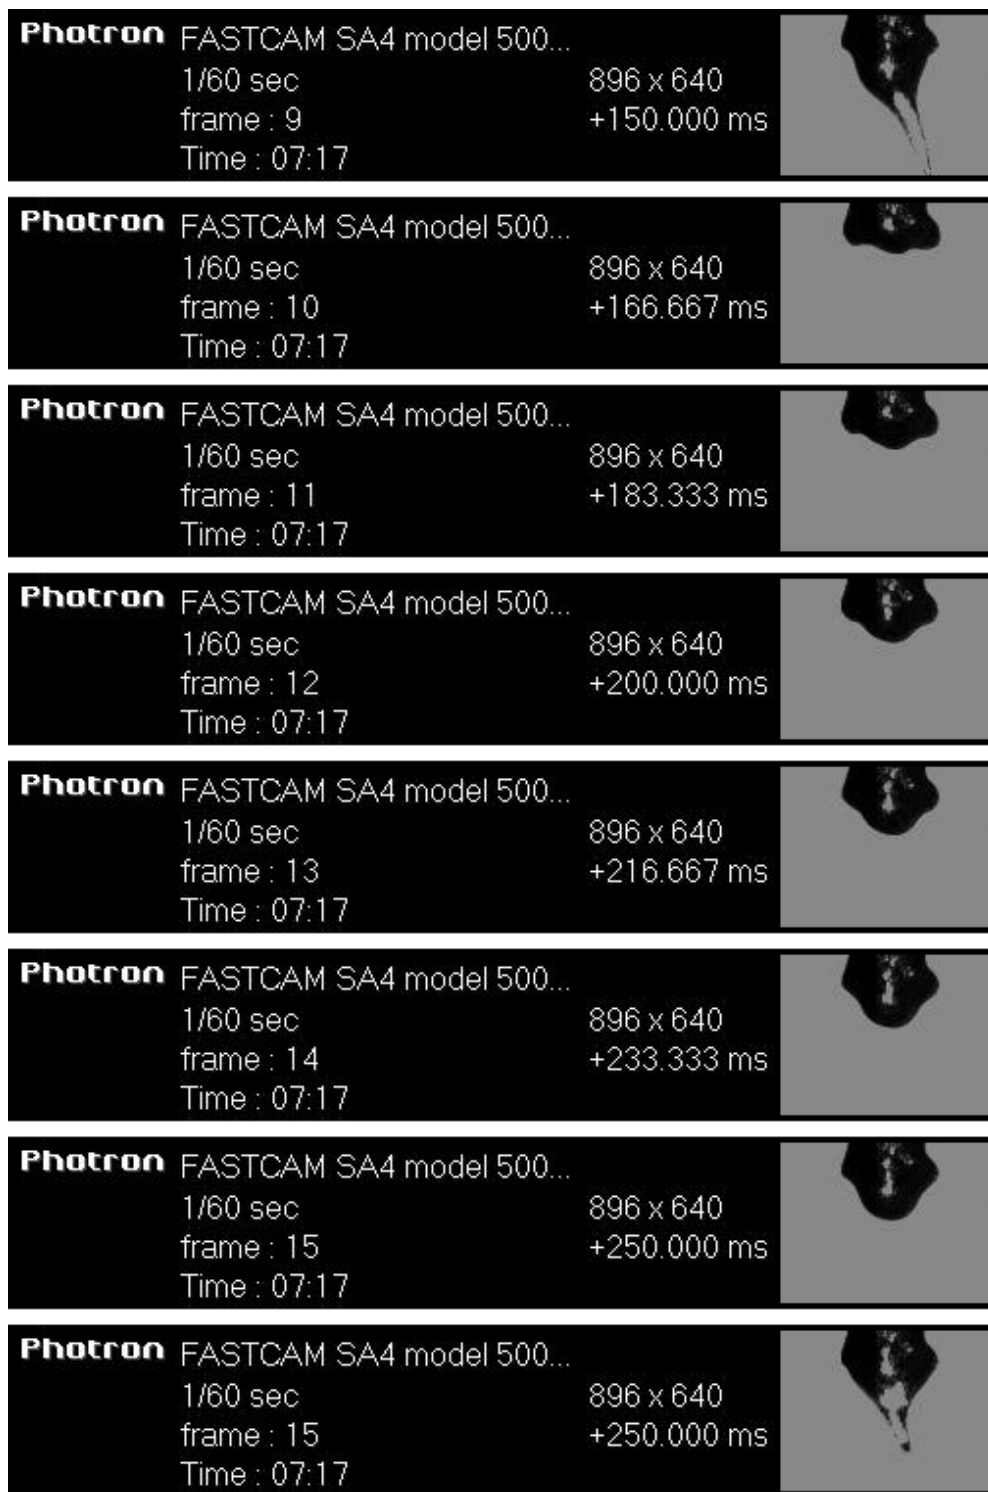 Photron FASTCAM SA4 model 500...
1/60 sec 896 x 640
frame : 9 +150.000 ms
Time : 07:17
Photron FASTCAM SA4 model 500...
1/60 sec 896 x 640
frame : 10 +166.667 ms
Time : 07:17
Photron FASTCAM SA4 model 500...
1/60 sec 896 x 640
frame : 11 +183.333 ms
Time : 07:17
Photron FASTCAM SA4 model 500...
1/60 sec 896 x 640
frame : 12 +200.000 ms
Time : 07:17
Photron FASTCAM SA4 model 500...
1/60 sec 896 x 640
frame : 13 +216.667 ms
Time : 07:17
Photron FASTCAM SA4 model 500...
1/60 sec 896 x 640
frame : 14 +233.333 ms
Time : 07:17
Photron FASTCAM SA4 model 500...
1/60 sec 896 x 640
frame : 15 +250.000 ms
Time : 07:17
Photron FASTCAM SA4 model 500...
1/60 sec 896 x 640
frame : 15 +250.000 ms
Time : 07:17